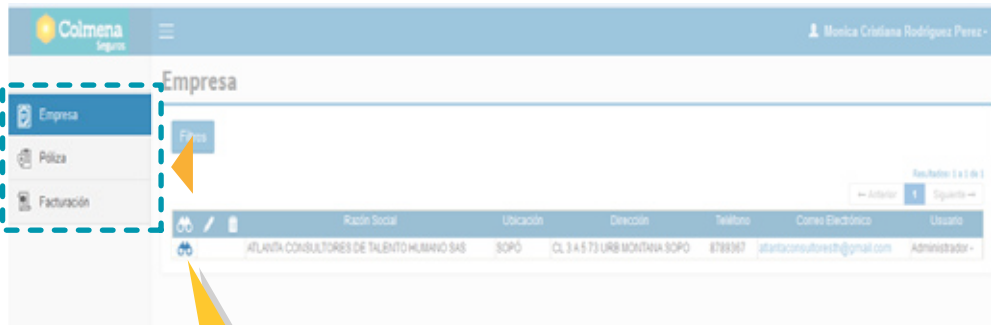 Colmena
Seguros
Monica Cristiana Rodriguez Perez
Empresa
Empresa
Póliza
Facturación
Filtros
Resultados: 1 a 1 de 1
← Anterior 1 Siguiente →
Razón Social Ubicación Dirección Teléfono Correo Electrónico Usuario
ATLANTA CONSULTORES DE TALENTO HUMANO SAS SOPÓ CL 3 A 5 73 URB MONTANA SOPO 8788367 atlantaconsultoresth@gmail.com Administrador -